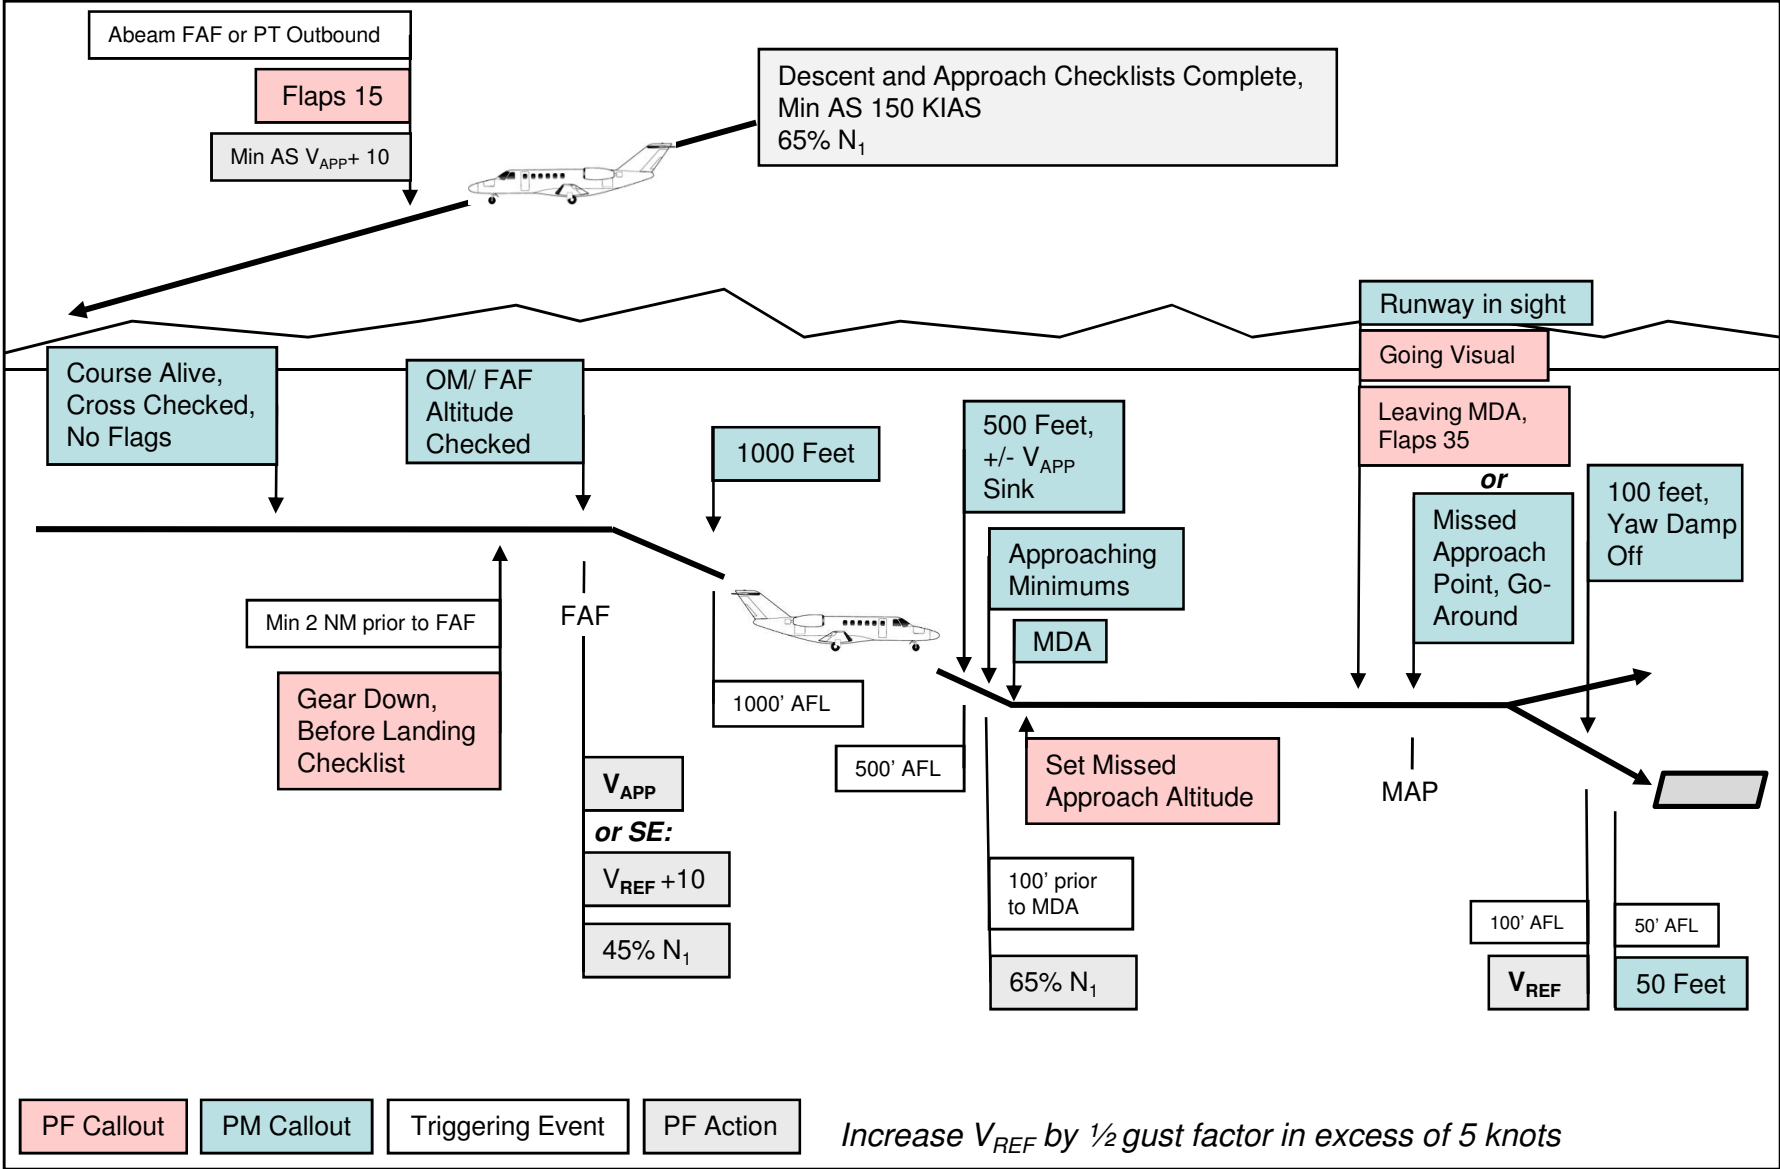 Abeam FAF or PT Outbound
Flaps 15
Min AS VAPP+ 10
Descent and Approach Checklists Complete,
Min AS 150 KIAS
65% N1
Runway in sight
Going Visual
Leaving MDA,
Flaps 35
or
Course Alive,
Cross Checked,
No Flags
OM/ FAF
Altitude
Checked
1000 Feet
500 Feet,
+/- VAPP
Sink
Approaching
Minimums
MDA
Missed
Approach
Point, Go-
Around
100 feet,
Yaw Damp
Off
Min 2 NM prior to FAF
Gear Down,
Before Landing
Checklist
FAF
1000' AFL
500' AFL
Set Missed
Approach Altitude
MAP
VAPP
or SE:
VREF +10
45% N1
100' prior
to MDA
65% N1
100' AFL
VREF
50' AFL
50 Feet
PF Callout
PM Callout
Triggering Event
PF Action
Increase VREF by ½ gust factor in excess of 5 knots